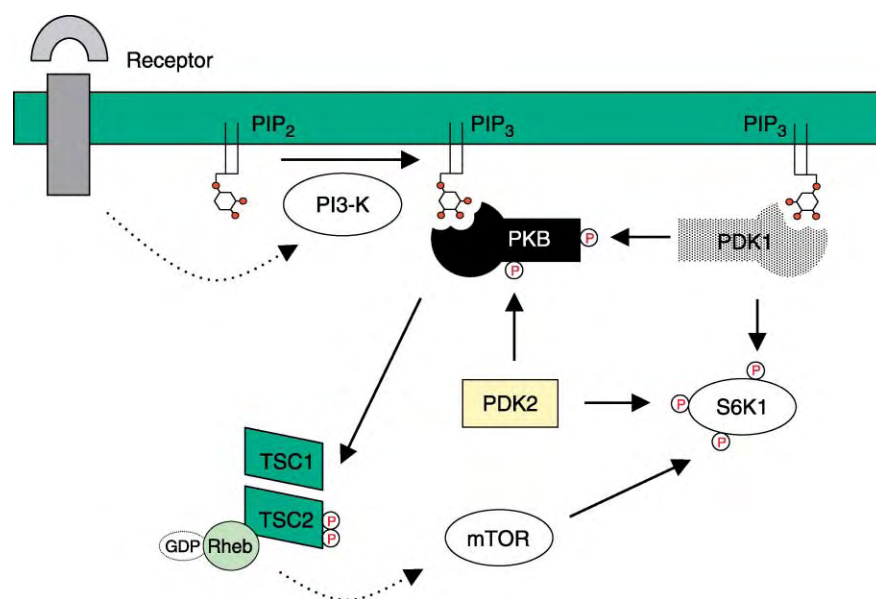 Receptor
PIP2
PIP3
PIP3
PI3-K
PKB
P
P
PDK1
PDK2
P
P
P
S6K1
TSC1
TSC2
P
P
GDP
Rheb
mTOR